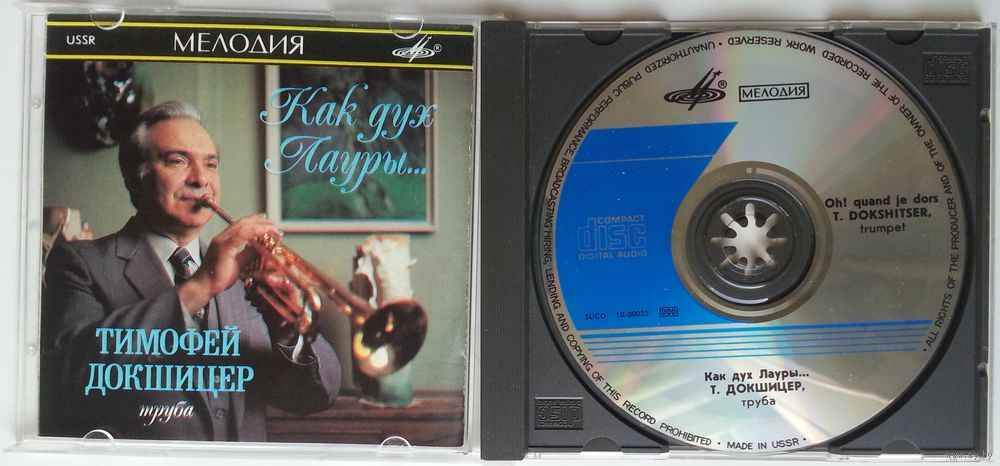 USSR
МЕЛОДИЯ
®
Как дух
Лауры...
ТИМОФЕЙ
ДОКШИЦЕР
труба
® МЕЛОДИЯ
Oh! quand je dors
T. DOKSHITSER,
trumpet
COMPACT
disc
DIGITAL AUDIO
SUCD 10-00035 DDD
Как дух Лауры...
Т. ДОКШИЦЕР,
труба
• ALL RIGHTS OF THE PRODUCER AND OF THE OWNER OF THE RECORDED WORK RESERVED • UNAUTHORIZED PUBLIC PERFORMANCE, BROADCASTING HIRING, LENDING AND COPYING OF THIS RECORD PROHIBITED • MADE IN USSR •